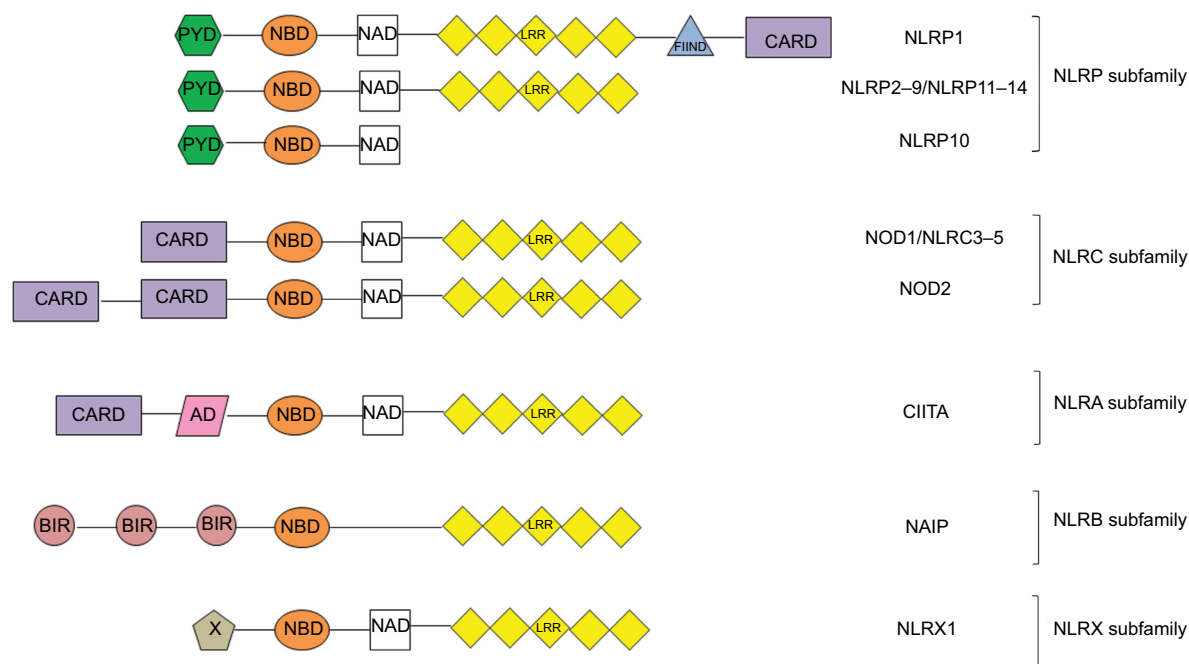 PYD NBD NAD LRR FIIND CARD NLRP1
PYD NBD NAD LRR NLRP2–9/NLRP11–14
PYD NBD NAD NLRP10
NLRP subfamily
CARD NBD NAD LRR NOD1/NLRC3–5
CARD CARD NBD NAD LRR NOD2
NLRC subfamily
CARD AD NBD NAD LRR CIITA NLRA subfamily
BIR BIR BIR NBD LRR NAIP NLRB subfamily
X NBD NAD LRR NLRX1 NLRX subfamily